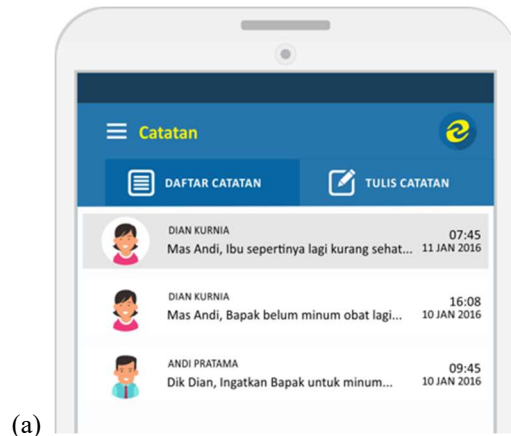 Catatan
DAFTAR CATATAN
TULIS CATATAN
DIAN KURNIA
07:45
Mas Andi, Ibu sepertinya lagi kurang sehat...
11 JAN 2016
DIAN KURNIA
16:08
Mas Andi, Bapak belum minum obat lagi...
10 JAN 2016
ANDI PRATAMA
09:45
Dik Dian, Ingatkan Bapak untuk minum...
10 JAN 2016
(a)